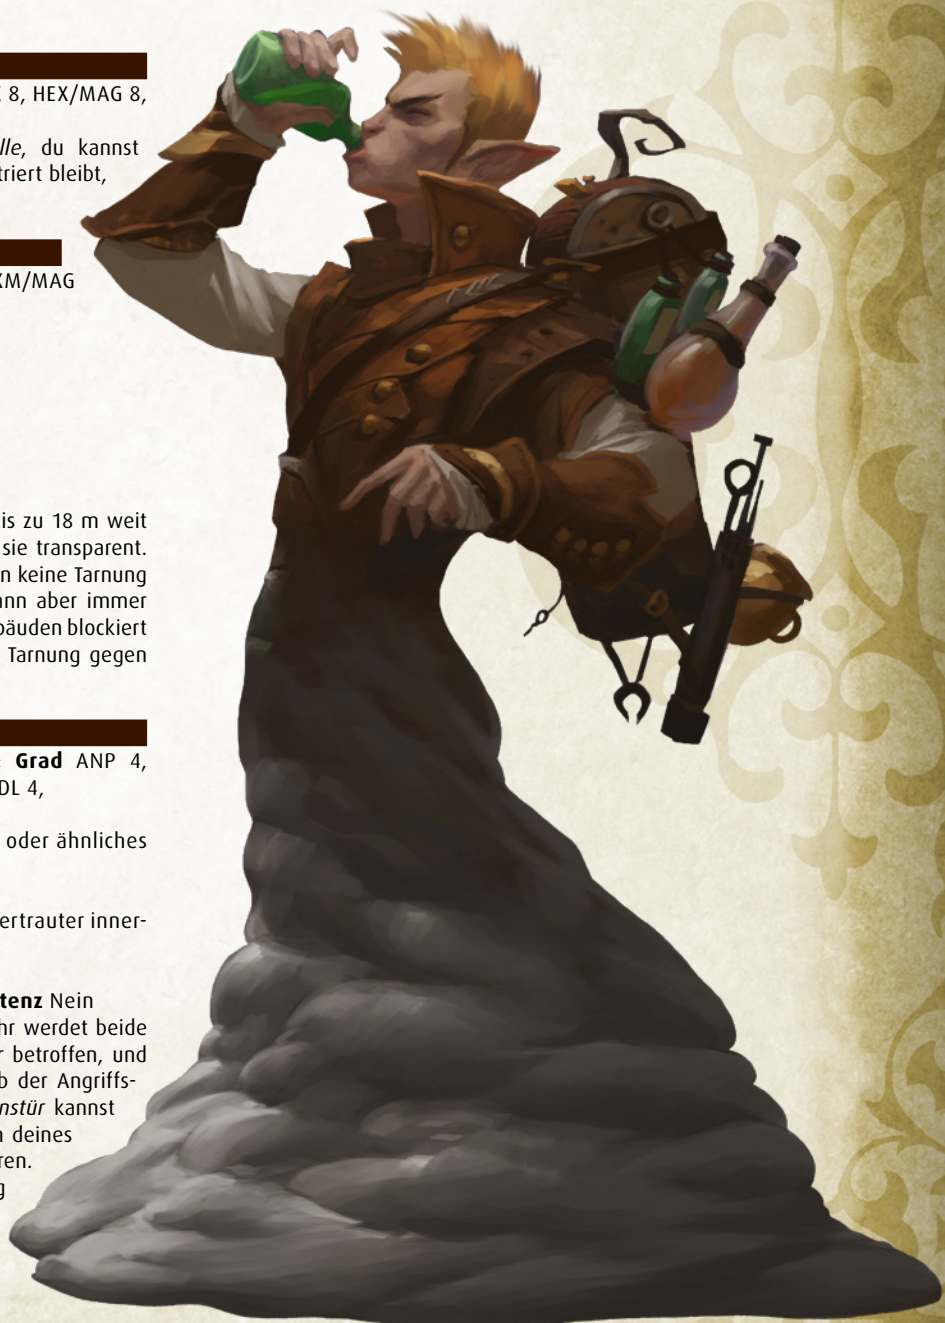 8, HEX/MAG 8,
lle, du kannst
triert bleibt,
XM/MAG
is zu 18 m weit
sie transparent.
n keine Tarnung
ann aber immer
bäuden blockiert
Tarnung gegen
Grad ANP 4,
DL 4,
oder ähnliches
ertrauter inner-
tenz Nein
hr werdet beide
r betroffen, und
b der Angriffs-
nstür kannst
n deines
ren.
g